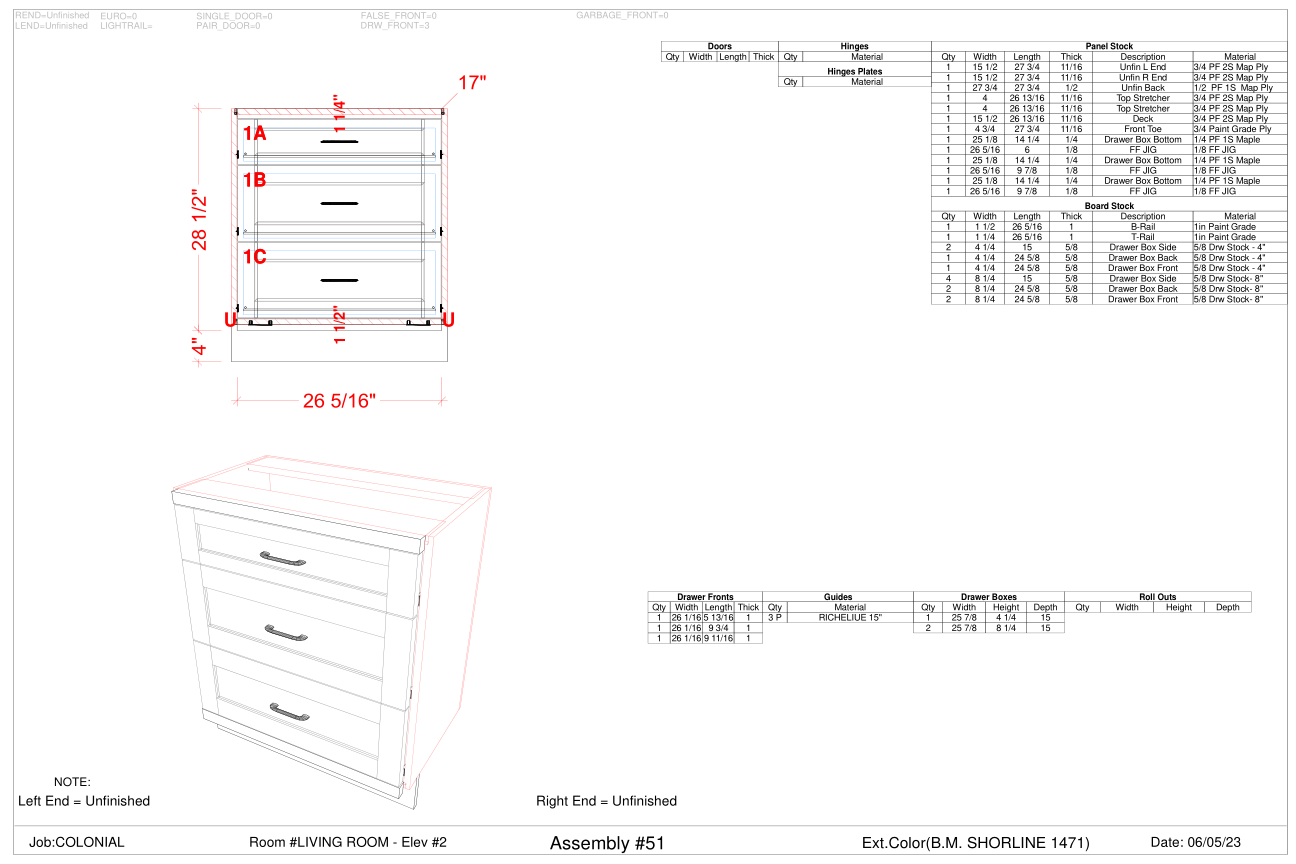 REND=Unfinished EURO=0 SINGLE_DOOR=0 FALSE_FRONT=0 GARBAGE_FRONT=0
LEND=Unfinished LIGHTRAIL= PAIR_DOOR=0 DRW_FRONT=3
Doors Hinges Panel Stock
Qty Width Length Thick Qty Material Qty Width Length Thick Description Material
Hinges Plates
Qty Material
1 15 1/2 27 3/4 11/16 Unfin L End 3/4 PF 2S Map Ply
1 15 1/2 27 3/4 11/16 Unfin R End 3/4 PF 2S Map Ply
1 27 3/4 27 3/4 1/2 Unfin Back 1/2 PF 1S Map Ply
1 4 26 13/16 11/16 Top Stretcher 3/4 PF 2S Map Ply
1 4 26 13/16 11/16 Top Stretcher 3/4 PF 2S Map Ply
1 15 1/2 26 13/16 11/16 Deck 3/4 PF 2S Map Ply
1 4 3/4 27 3/4 11/16 Front Toe 3/4 Paint Grade Ply
1 25 1/8 14 1/4 1/4 Drawer Box Bottom 1/4 PF 1S Maple
1 26 5/16 6 1/8 FF JIG 1/8 FF JIG
1 25 1/8 14 1/4 1/4 Drawer Box Bottom 1/4 PF 1S Maple
1 26 5/16 9 7/8 1/8 FF JIG 1/8 FF JIG
1 25 1/8 14 1/4 1/4 Drawer Box Bottom 1/4 PF 1S Maple
1 26 5/16 9 7/8 1/8 FF JIG 1/8 FF JIG
Board Stock
Qty Width Length Thick Description Material
1 1 1/2 26 5/16 1 B-Rail 1in Paint Grade
1 1 1/4 26 5/16 1 T-Rail 1in Paint Grade
2 4 1/4 15 5/8 Drawer Box Side 5/8 Drw Stock - 4"
1 4 1/4 24 5/8 5/8 Drawer Box Back 5/8 Drw Stock - 4"
1 4 1/4 24 5/8 5/8 Drawer Box Front 5/8 Drw Stock - 4"
4 8 1/4 15 5/8 Drawer Box Side 5/8 Drw Stock- 8"
2 8 1/4 24 5/8 5/8 Drawer Box Back 5/8 Drw Stock- 8"
2 8 1/4 24 5/8 5/8 Drawer Box Front 5/8 Drw Stock- 8"
17"
1 1/4"
1A
1B
28 1/2"
1C
U U
1 1/2"
4"
26 5/16"
Drawer Fronts Guides Drawer Boxes Roll Outs
Qty Width Length Thick Qty Material Qty Width Height Depth Qty Width Height Depth
1 26 1/16 5 13/16 1 3 P RICHELIUE 15" 1 25 7/8 4 1/4 15
1 26 1/16 9 3/4 1 2 25 7/8 8 1/4 15
1 26 1/16 9 11/16 1
NOTE:
Left End = Unfinished Right End = Unfinished
Job:COLONIAL Room #LIVING ROOM - Elev #2 Assembly #51 Ext.Color(B.M. SHORLINE 1471) Date: 06/05/23